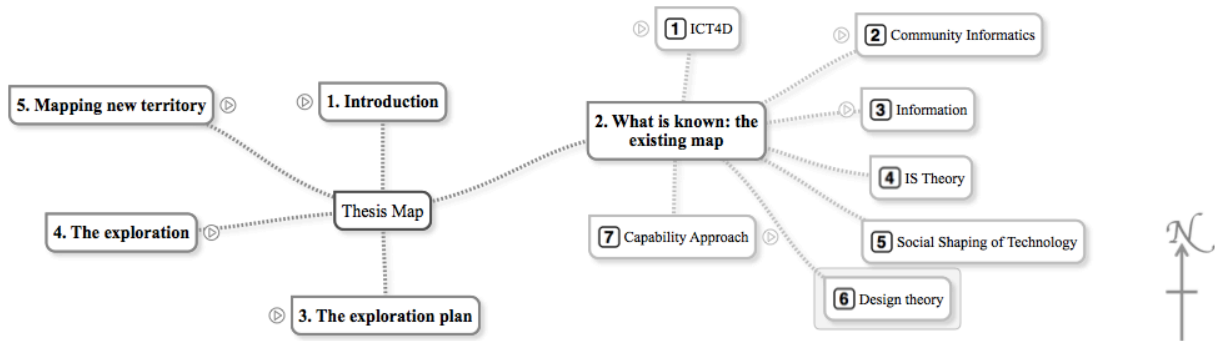 Thesis Map
1. Introduction
2. What is known: the
existing map
1 ICT4D
2 Community Informatics
3 Information
4 IS Theory
5 Social Shaping of Technology
6 Design theory
7 Capability Approach
3. The exploration plan
4. The exploration
5. Mapping new territory
N